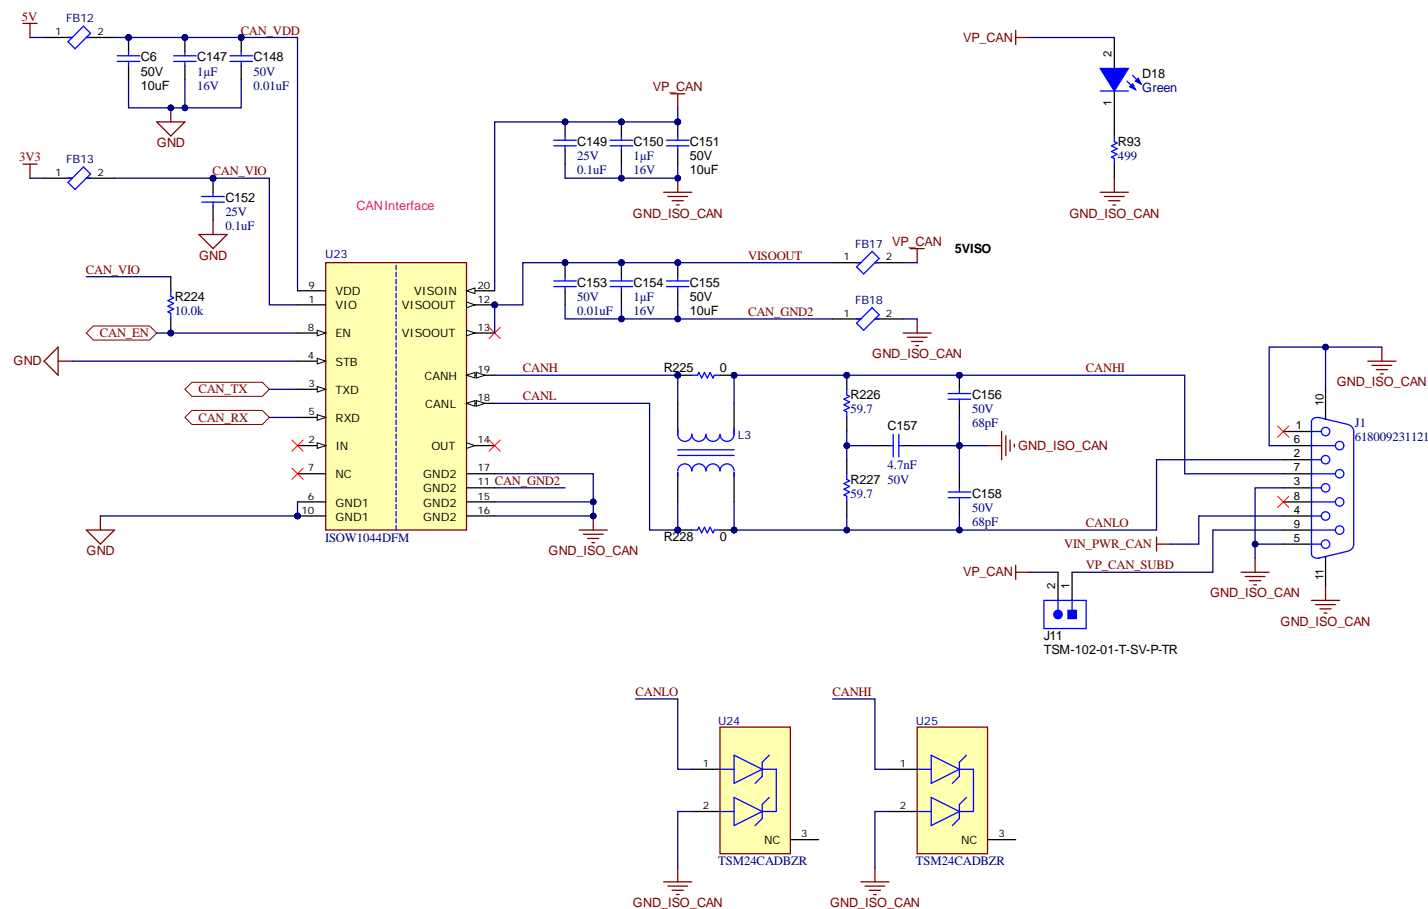 5V
FB12
1
2
CAN_VDD
C6
50V
10uF
C147
1µF
16V
C148
50V
0.01uF
GND
3V3
FB13
1
2
CAN_VIO
C152
25V
0.1uF
GND
CAN_VIO
R224
10.0k
CAN_EN
GND
CAN_TX
CAN_RX
GND
CAN Interface
U23
9
VDD
1
VIO
8
EN
4
STB
3
TXD
5
RXD
2
IN
7
NC
6
GND1
10
GND1
VISOIN
20
VISOOUT
12
VISOOUT
13
CANH
19
CANL
18
OUT
14
GND2
17
GND2
11
GND2
15
GND2
16
ISOW1044DFM
CAN_GND2
GND_ISO_CAN
VP_CAN
C149
25V
0.1uF
C150
1µF
16V
C151
50V
10uF
GND_ISO_CAN
VISOOUT
C153
50V
0.01uF
C154
1µF
16V
C155
50V
10uF
CAN_GND2
FB17
1
2
VP_CAN
5VISO
FB18
1
2
GND_ISO_CAN
VP_CAN
2
D18
Green
1
R93
499
GND_ISO_CAN
CANH
CANL
R225
0
L3
R228
0
R226
59.7
R227
59.7
C157
4.7nF
50V
C156
50V
68pF
C158
50V
68pF
GND_ISO_CAN
CANHI
CANLO
VIN_PWR_CAN
VP_CAN
VP_CAN_SUBD
2
1
J11
TSM-102-01-T-SV-P-TR
GND_ISO_CAN
10
J1
618009231121
1
6
2
7
3
8
4
9
5
11
GND_ISO_CAN
GND_ISO_CAN
CANLO
U24
1
2
NC
3
TSM24CADBZR
GND_ISO_CAN
CANHI
U25
1
2
NC
3
TSM24CADBZR
GND_ISO_CAN